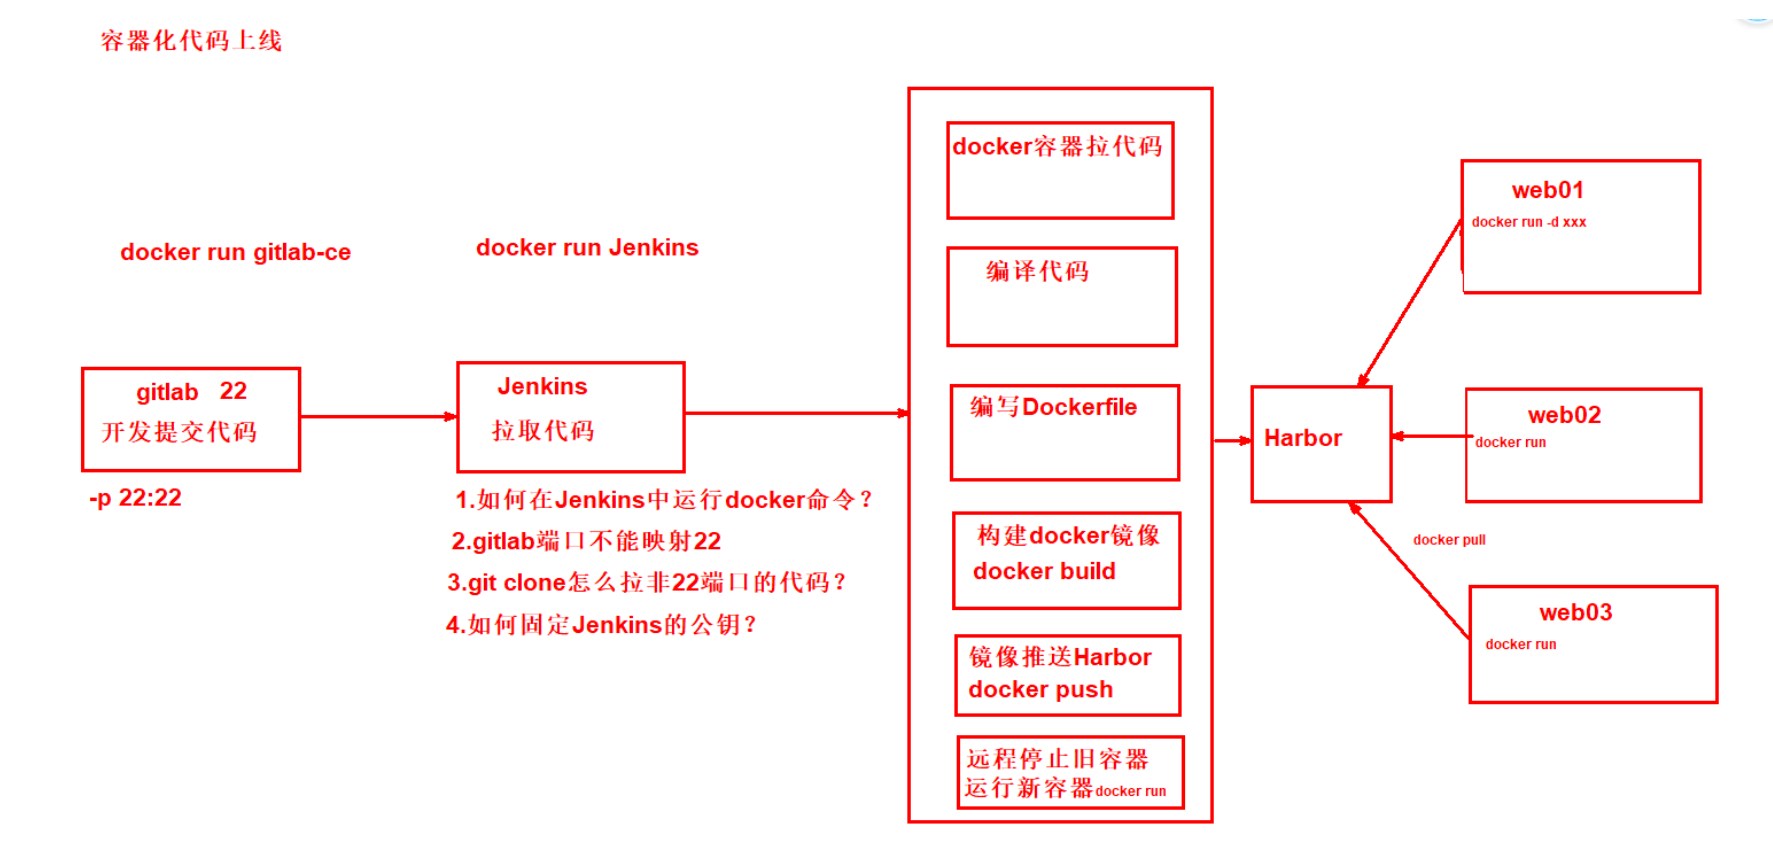 容器化代码上线
docker run gitlab-ce
docker run Jenkins
gitlab 22
开发提交代码
-p 22:22
Jenkins
拉取代码
1.如何在Jenkins中运行docker命令？
2.gitlab端口不能映射22
3.git clone怎么拉非22端口的代码？
4.如何固定Jenkins的公钥？
docker容器拉代码
编译代码
编写Dockerfile
构建docker镜像
docker build
镜像推送Harbor
docker push
远程停止旧容器
运行新容器docker run
Harbor
web01
docker run -d xxx
web02
docker run
docker pull
web03
docker run